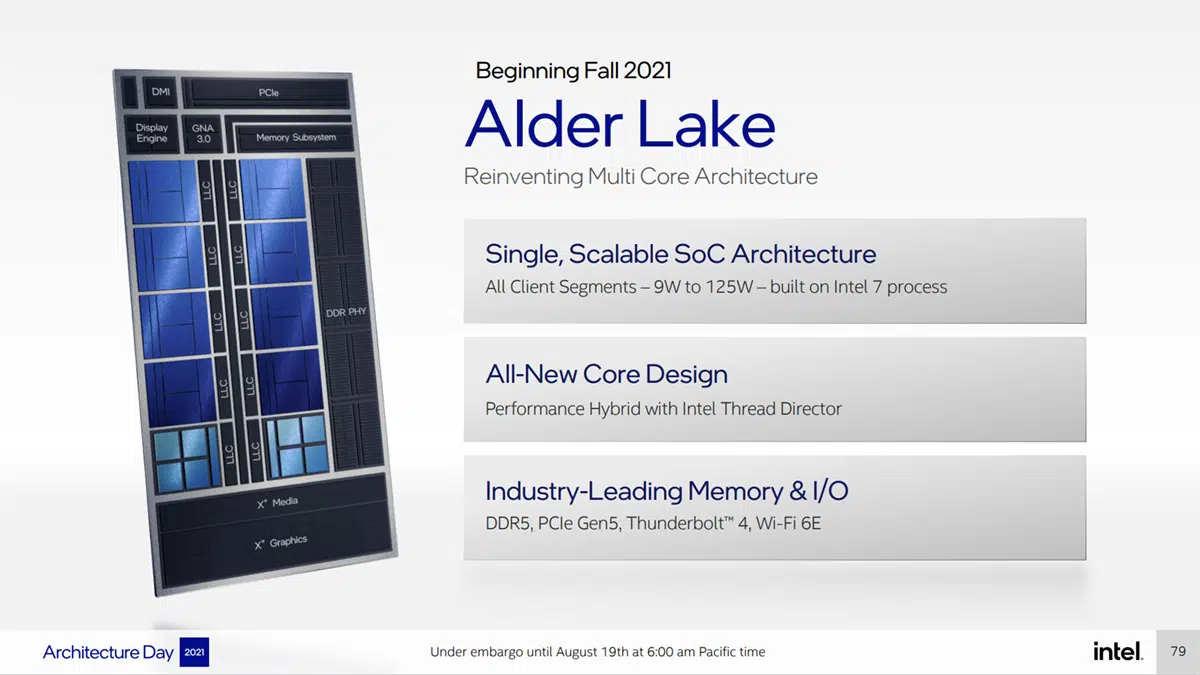 Beginning Fall 2021
Alder Lake
Reinventing Multi Core Architecture
DMI
PCIe
Display
Engine
GNA
3.0
Memory Subsystem
LLC
LLC
LLC
LLC
LLC
LLC
LLC
LLC
LLC
LLC
DDR PHY
Xᵉ Media
Xᵉ Graphics
Single, Scalable SoC Architecture
All Client Segments – 9W to 125W – built on Intel 7 process
All-New Core Design
Performance Hybrid with Intel Thread Director
Industry-Leading Memory & I/O
DDR5, PCIe Gen5, Thunderbolt™ 4, Wi-Fi 6E
Architecture Day 2021
Under embargo until August 19th at 6:00 am Pacific time
intel.
79